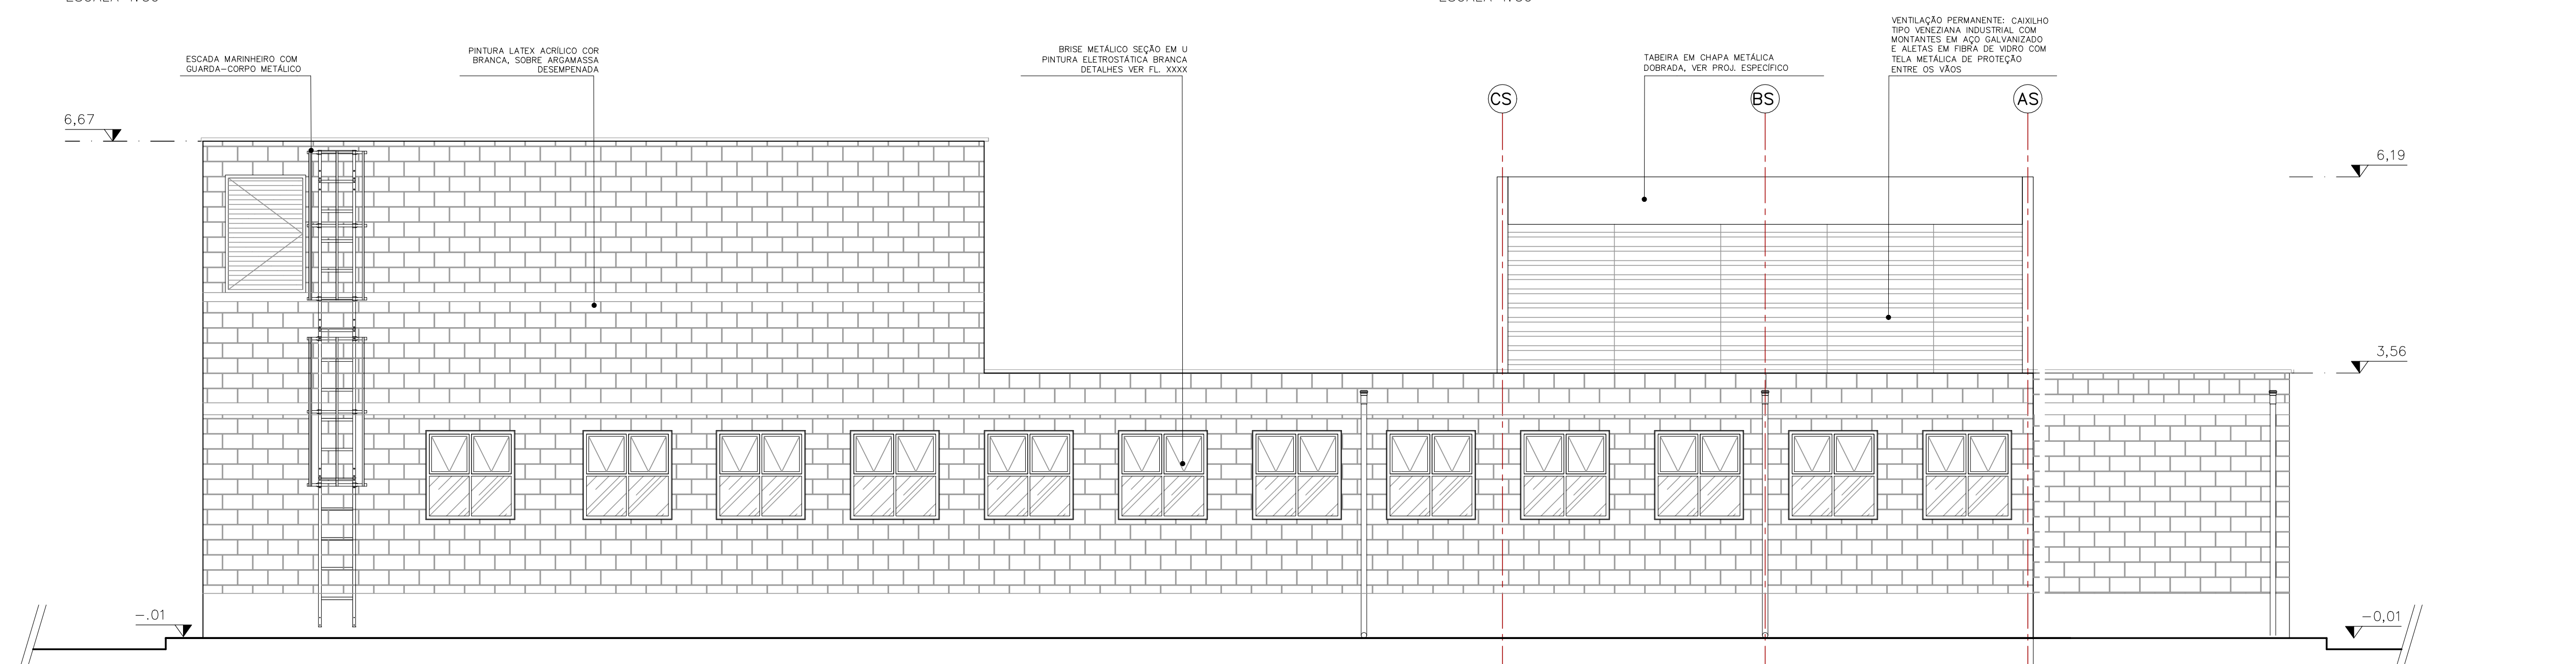 ESCADA MARINHEIRO COM
GUARDA-CORPO METÁLICO
PINTURA LATEX ACRÍLICO COR
BRANCA, SOBRE ARGAMASSA
DESEMPENADA
BRISE METÁLICO SEÇÃO EM U
PINTURA ELETROSTÁTICA BRANCA
DETALHES VER FL. XXXX
TABEIRA EM CHAPA METÁLICA
DOBRADA, VER PROJ. ESPECÍFICO
VENTILAÇÃO PERMANENTE: CAIXILHO
TIPO VENEZIANA INDUSTRIAL COM
MONTANTES EM AÇO GALVANIZADO
E ALETAS EM FIBRA DE VIDRO COM
TELA METÁLICA DE PROTEÇÃO
ENTRE OS VÃOS
CS
BS
AS
6,67
6,19
3,56
-.01
-0,01